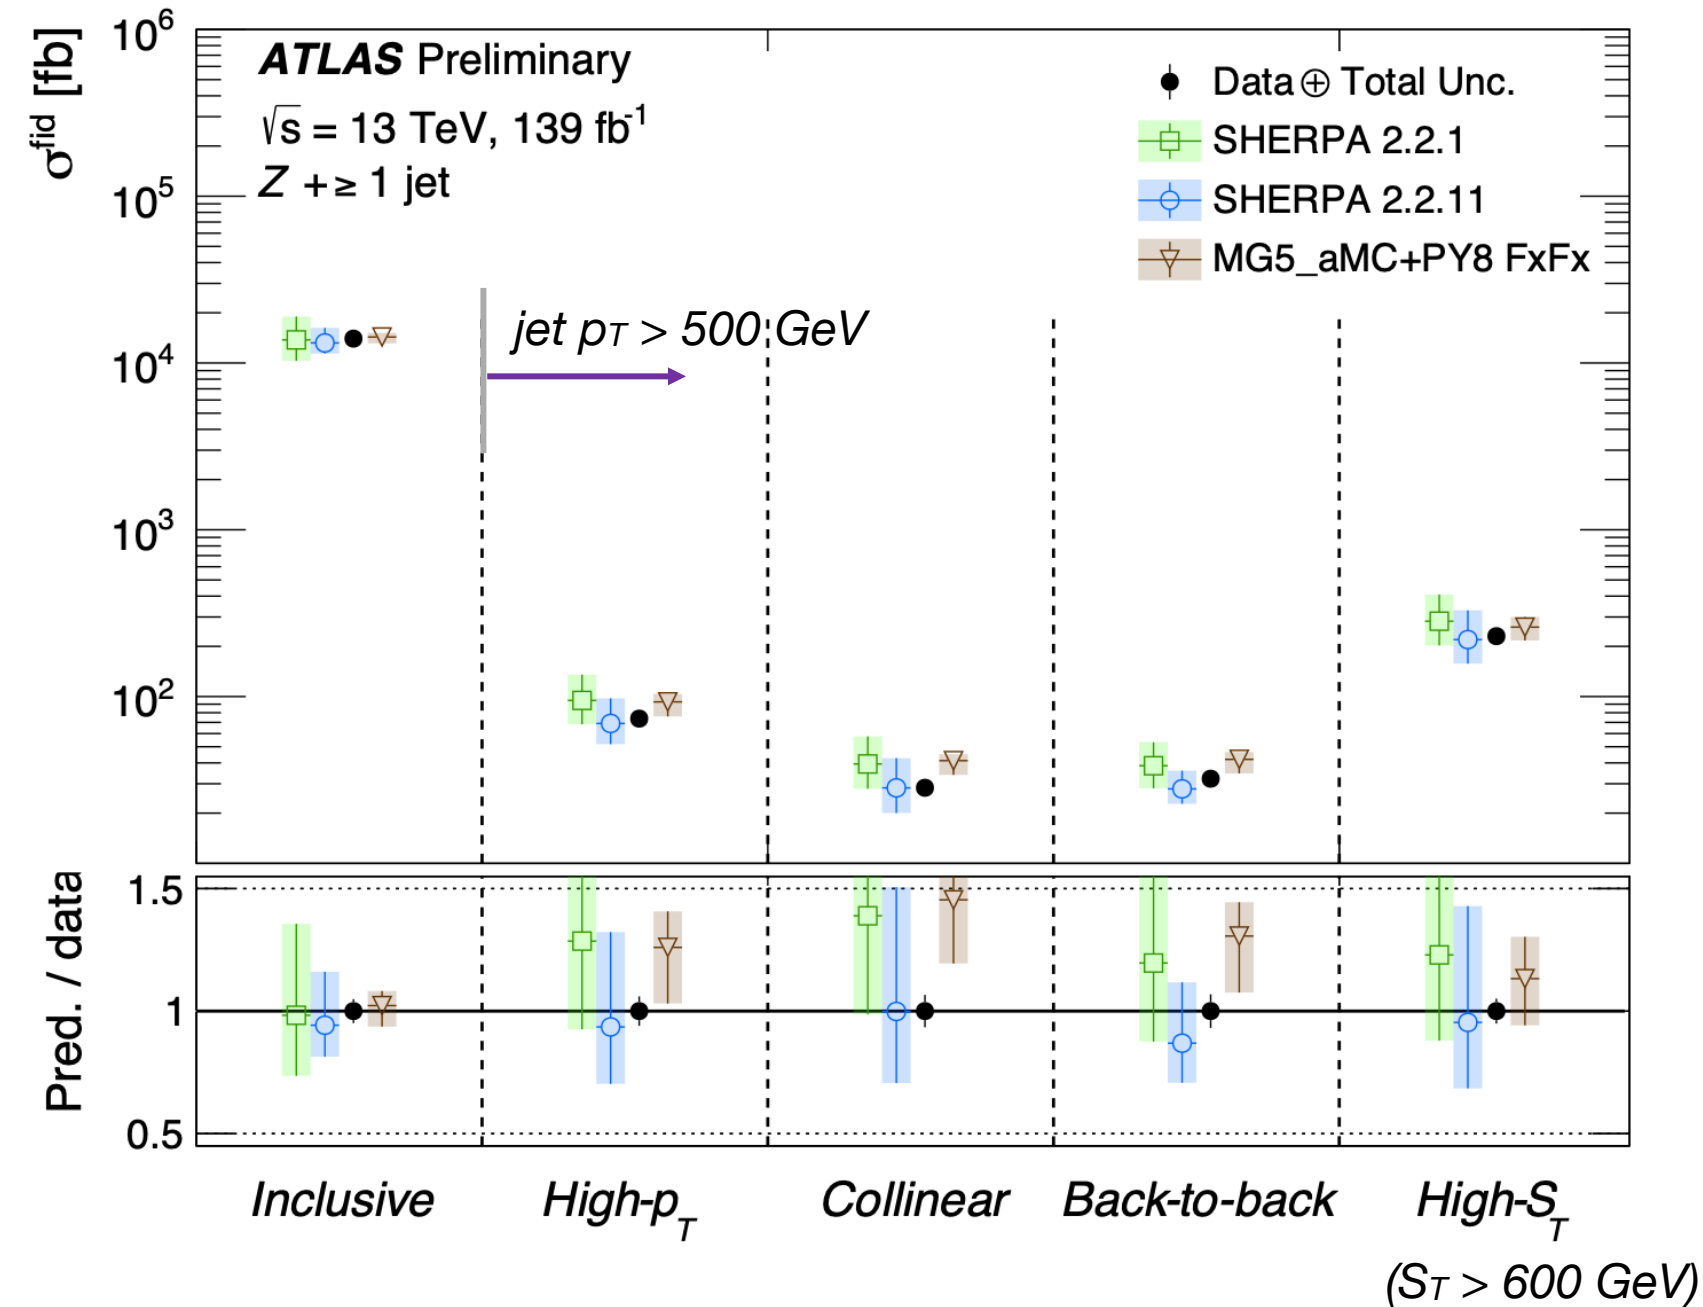 σ^fid [fb]
10^6
10^5
10^4
10^3
10^2
ATLAS Preliminary
√s = 13 TeV, 139 fb^-1
Z + ≥ 1 jet
Data ⊕ Total Unc.
SHERPA 2.2.1
SHERPA 2.2.11
MG5_aMC+PY8 FxFx
jet pT > 500 GeV
Pred. / data
1.5
1
0.5
Inclusive
High-p_T
Collinear
Back-to-back
High-S_T
(ST > 600 GeV)